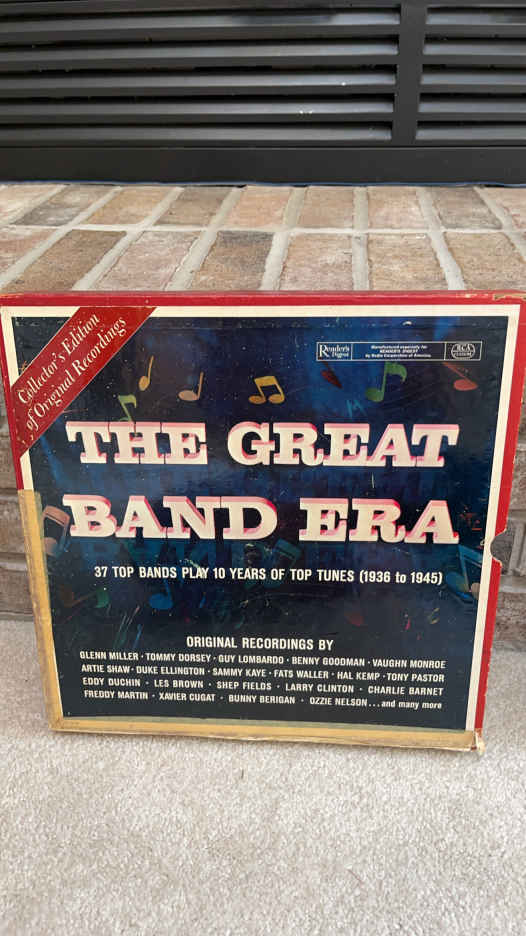 Collector's Edition
of Original Recordings
Reader's
Digest
Manufactured especially for
READER'S DIGEST
by Radio Corporation of America.
RCA
CUSTOM
THE GREAT
BAND ERA
37 TOP BANDS PLAY 10 YEARS OF TOP TUNES (1936 to 1945)
ORIGINAL RECORDINGS BY
GLENN MILLER · TOMMY DORSEY · GUY LOMBARDO · BENNY GOODMAN · VAUGHN MONROE
ARTIE SHAW · DUKE ELLINGTON · SAMMY KAYE · FATS WALLER · HAL KEMP · TONY PASTOR
EDDY DUCHIN · LES BROWN · SHEP FIELDS · LARRY CLINTON · CHARLIE BARNET
FREDDY MARTIN · XAVIER CUGAT · BUNNY BERIGAN · OZZIE NELSON...and many more